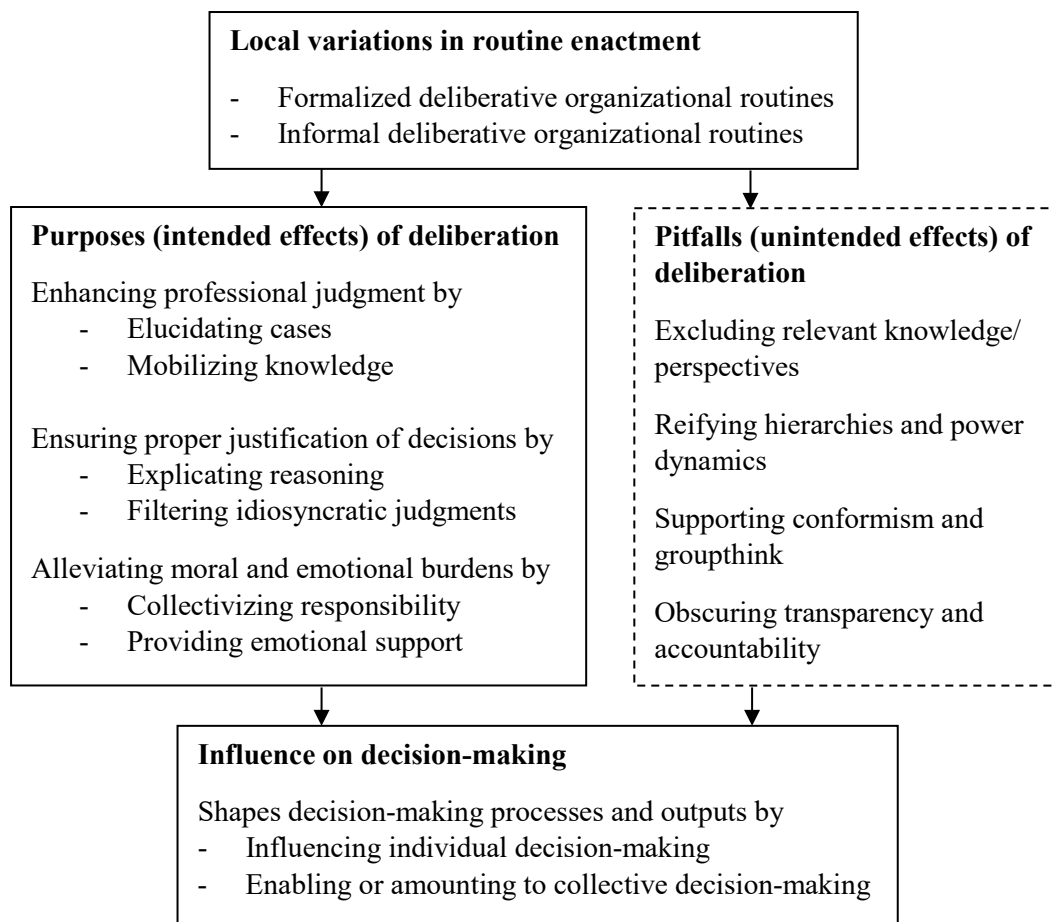 Local variations in routine enactment
- Formalized deliberative organizational routines
- Informal deliberative organizational routines
Purposes (intended effects) of deliberation
Enhancing professional judgment by
- Elucidating cases
- Mobilizing knowledge
Ensuring proper justification of decisions by
- Explicating reasoning
- Filtering idiosyncratic judgments
Alleviating moral and emotional burdens by
- Collectivizing responsibility
- Providing emotional support
Pitfalls (unintended effects) of
deliberation
Excluding relevant knowledge/
perspectives
Reifying hierarchies and power
dynamics
Supporting conformism and
groupthink
Obscuring transparency and
accountability
Influence on decision-making
Shapes decision-making processes and outputs by
- Influencing individual decision-making
- Enabling or amounting to collective decision-making